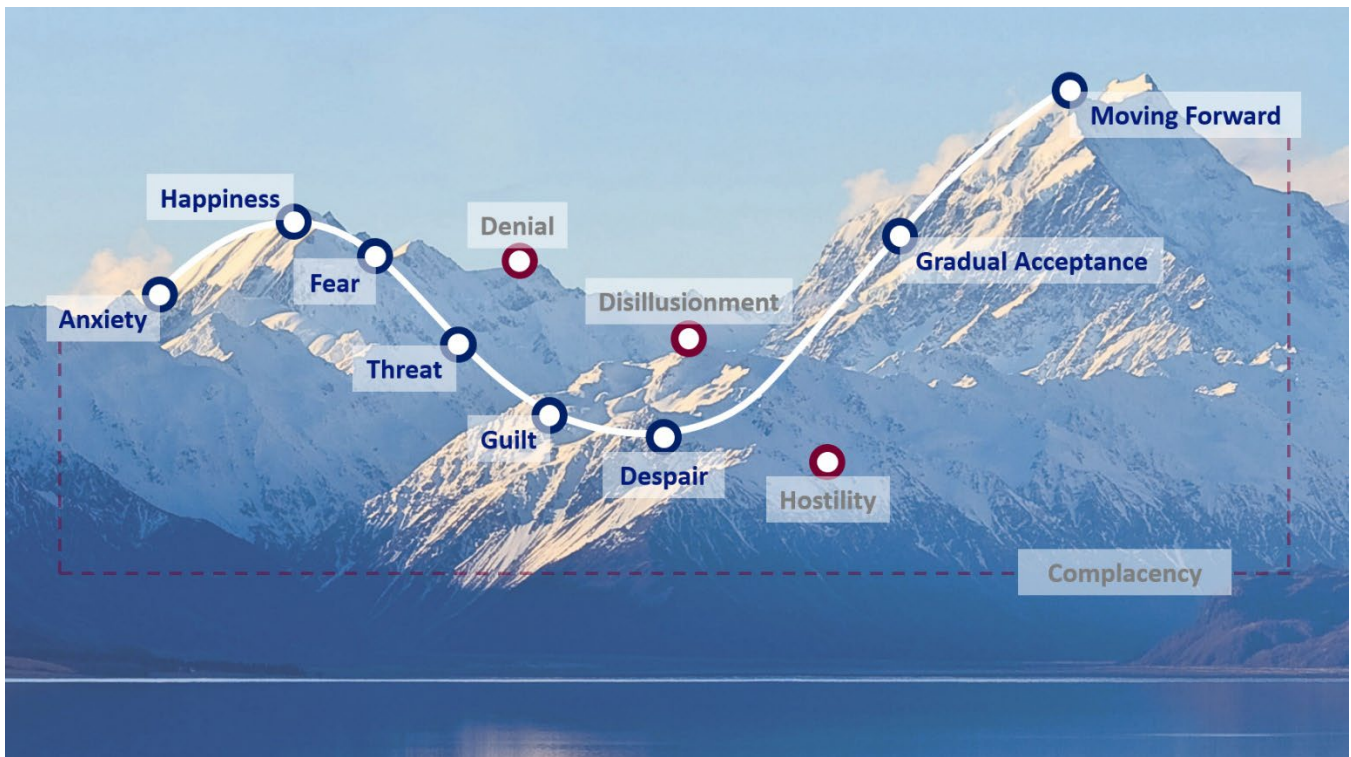 Moving Forward
Happiness
Denial
Fear
Gradual Acceptance
Disillusionment
Anxiety
Threat
Guilt
Despair
Hostility
Complacency